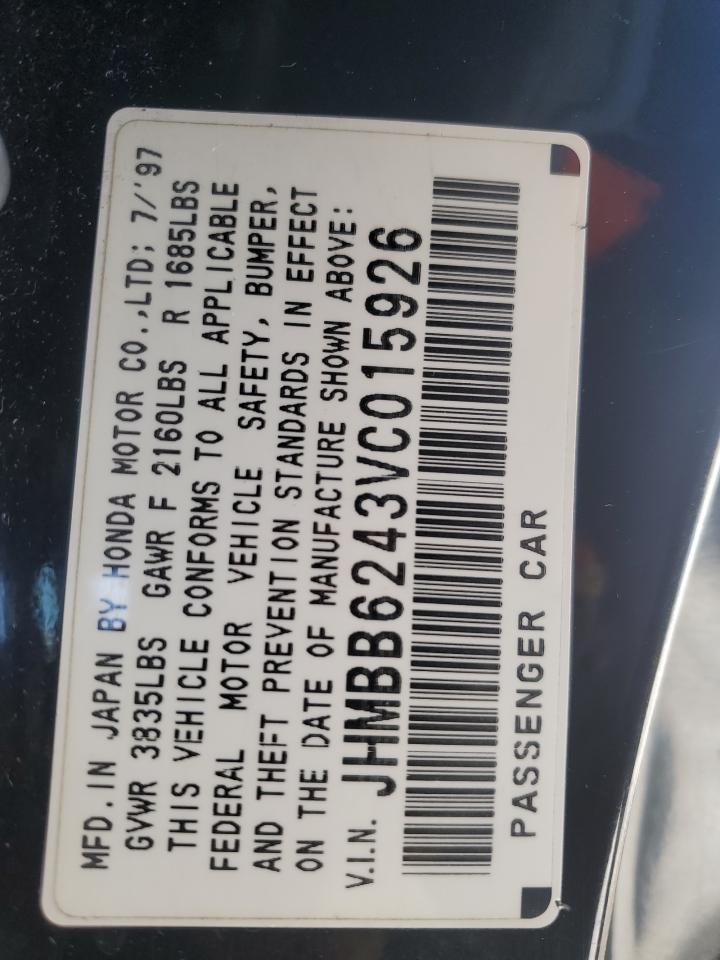 MFD.IN JAPAN BY HONDA MOTOR CO.,LTD; 7/'97
GVWR 3835LBS GAWR F 2160LBS R 1685LBS
THIS VEHICLE CONFORMS TO ALL APPLICABLE
FEDERAL MOTOR VEHICLE SAFETY, BUMPER,
AND THEFT PREVENTION STANDARDS IN EFFECT
ON THE DATE OF MANUFACTURE SHOWN ABOVE:
V.I.N. JHMBB6243VC015926
PASSENGER CAR